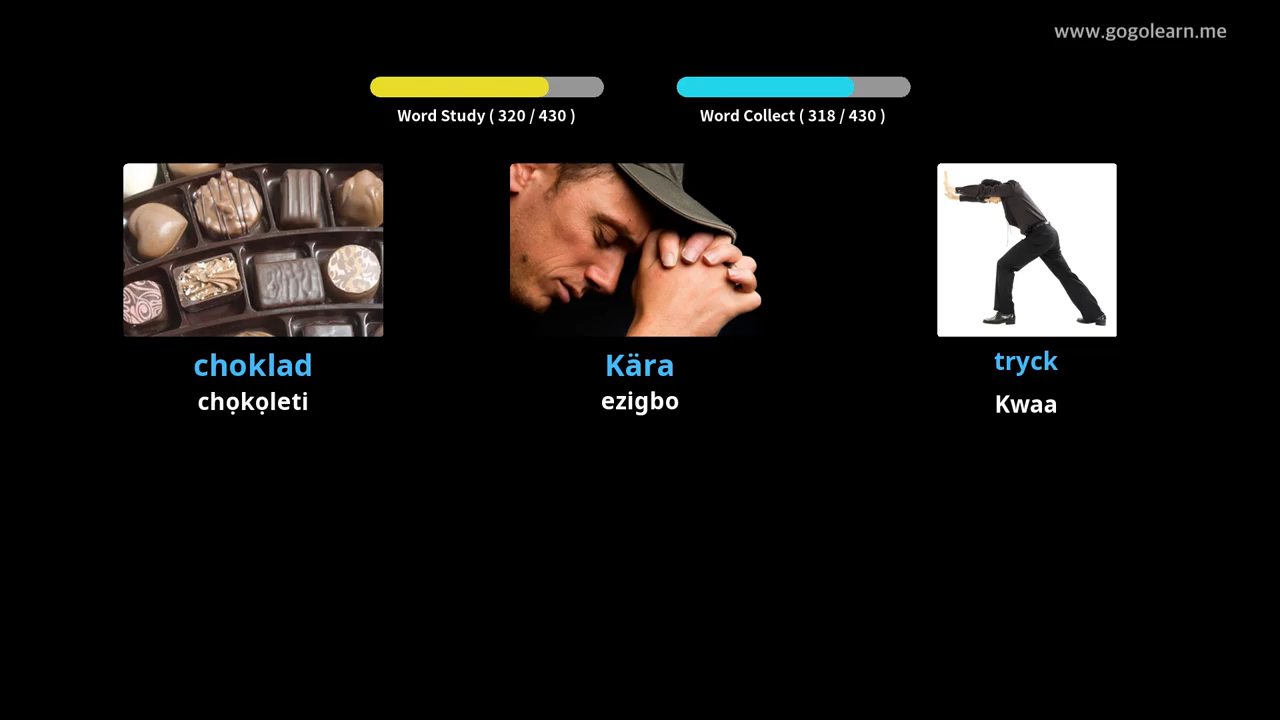 www.gogolearn.me
Word Study ( 320 / 430 )
Word Collect ( 318 / 430 )
choklad
chọkọleti
Kära
ezigbo
tryck
Kwaa